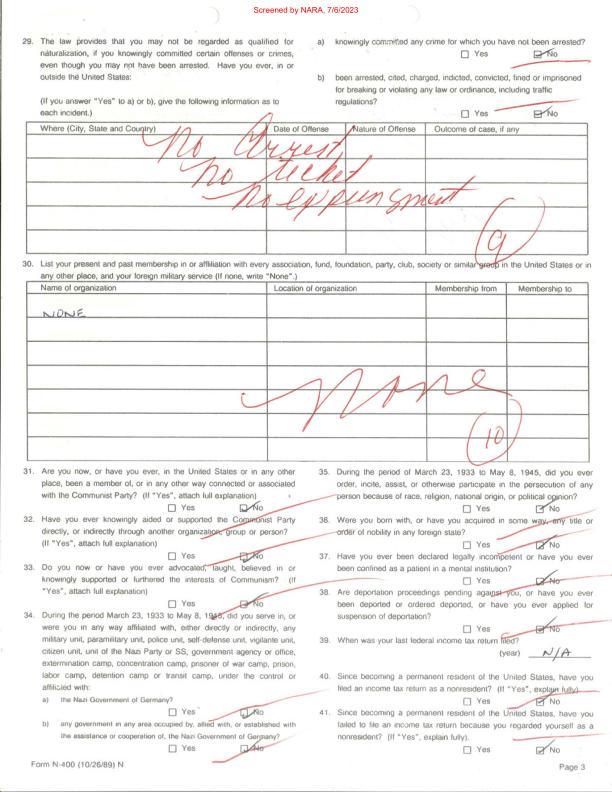 Screened by NARA, 7/6/2023
29. The law provides that you may not be regarded as qualified for
naturalization, if you knowingly committed certain offenses or crimes,
even though you may not have been arrested. Have you ever, in or
outside the United States:
(If you answer "Yes" to a) or b), give the following information as to
each incident.)
a) knowingly committed any crime for which you have not been arrested?
☐ Yes ☑ No
b) been arrested, cited, charged, indicted, convicted, fined or imprisoned
for breaking or violating any law or ordinance, including traffic
regulations?
☐ Yes ☑ No
Where (City, State and Country) Date of Offense Nature of Offense Outcome of case, if any
No Arrest
No ticket
No expungment
9
30. List your present and past membership in or affiliation with every association, fund, foundation, party, club, society or similar group in the United States or in
any other place, and your foreign military service (If none, write "None".)
Name of organization Location of organization Membership from Membership to
NONE
None
10
31. Are you now, or have you ever, in the United States or in any other
place, been a member of, or in any other way connected or associated
with the Communist Party? (If "Yes", attach full explanation)
☐ Yes ☑ No
32. Have you ever knowingly aided or supported the Communist Party
directly, or indirectly through another organization, group or person?
(If "Yes", attach full explanation)
☐ Yes ☑ No
33. Do you now or have you ever advocated, taught, believed in or
knowingly supported or furthered the interests of Communism? (If
"Yes", attach full explanation)
☐ Yes ☑ No
34. During the period March 23, 1933 to May 8, 1945, did you serve in, or
were you in any way affiliated with, either directly or indirectly, any
military unit, paramilitary unit, police unit, self-defense unit, vigilante unit,
citizen unit, unit of the Nazi Party or SS, government agency or office,
extermination camp, concentration camp, prisoner of war camp, prison,
labor camp, detention camp or transit camp, under the control or
affiliated with:
a) the Nazi Government of Germany?
☐ Yes ☑ No
b) any government in any area occupied by, allied with, or established with
the assistance or cooperation of, the Nazi Government of Germany?
☐ Yes ☑ No
35. During the period of March 23, 1933 to May 8, 1945, did you ever
order, incite, assist, or otherwise participate in the persecution of any
person because of race, religion, national origin, or political opinion?
☐ Yes ☑ No
36. Were you born with, or have you acquired in some way, any title or
order of nobility in any foreign state?
☐ Yes ☑ No
37. Have you ever been declared legally incompetent or have you ever
been confined as a patient in a mental institution?
☐ Yes ☑ No
38. Are deportation proceedings pending against you, or have you ever
been deported or ordered deported, or have you ever applied for
suspension of deportation?
☐ Yes ☑ No
39. When was your last federal income tax return filed?
(year) N/A
40. Since becoming a permanent resident of the United States, have you
filed an income tax return as a nonresident? (If "Yes", explain fully)
☐ Yes ☑ No
41. Since becoming a permanent resident of the United States, have you
failed to file an income tax return because you regarded yourself as a
nonresident? (If "Yes", explain fully).
☐ Yes ☑ No
Form N-400 (10/26/89) N
Page 3